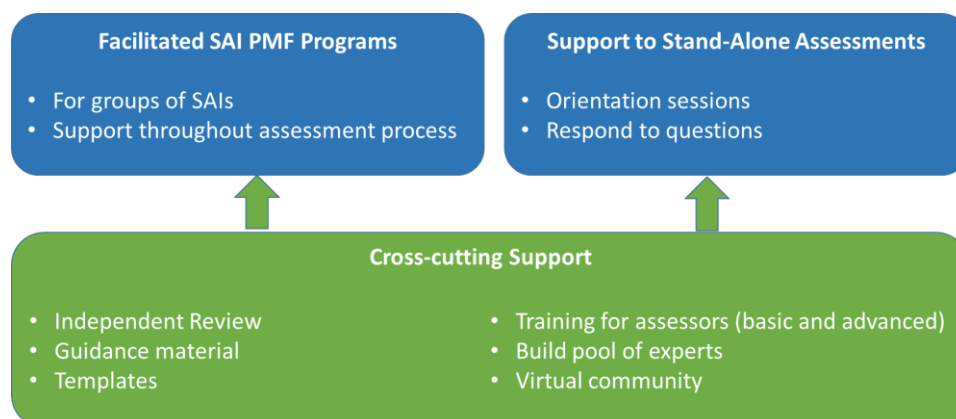 Facilitated SAI PMF Programs
• For groups of SAIs
• Support throughout assessment process
Support to Stand-Alone Assessments
• Orientation sessions
• Respond to questions
Cross-cutting Support
• Independent Review
• Guidance material
• Templates
• Training for assessors (basic and advanced)
• Build pool of experts
• Virtual community